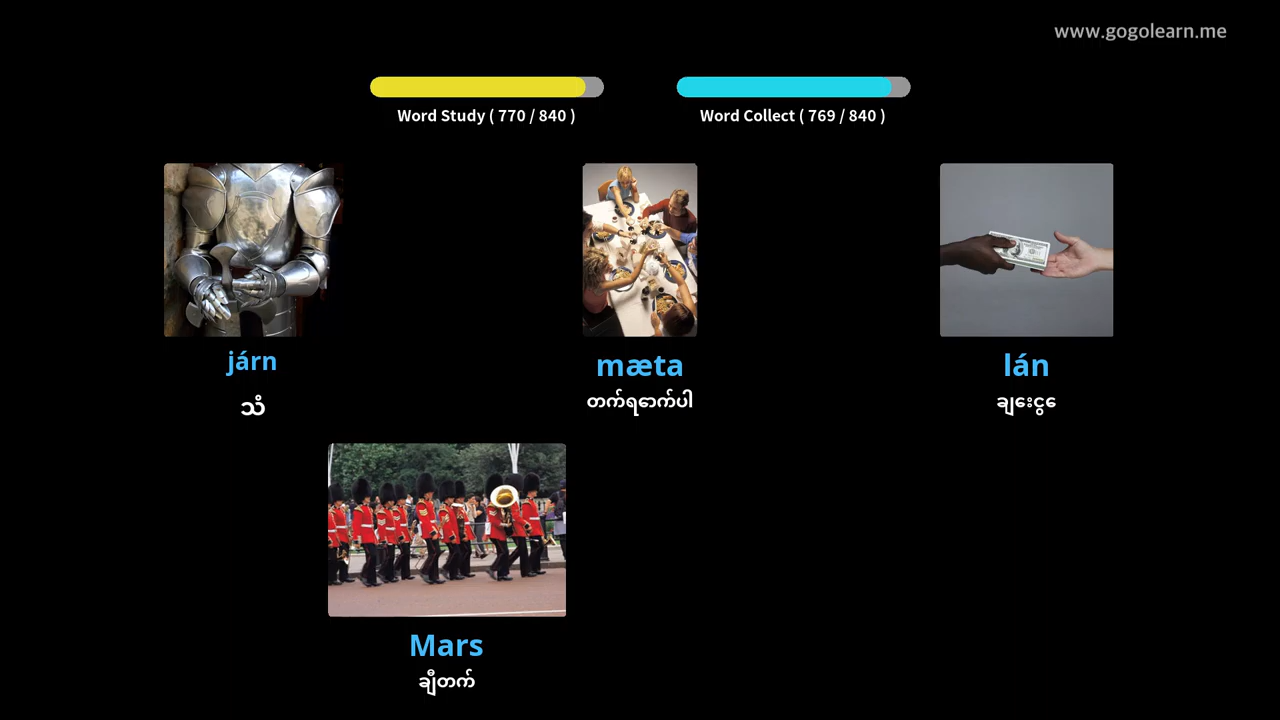 www.gogolearn.me
Word Study ( 770 / 840 )
Word Collect ( 769 / 840 )
járn
သံ
mæta
တက်ရောက်ပါ
lán
ချေးငွေ
Mars
ချီတက်